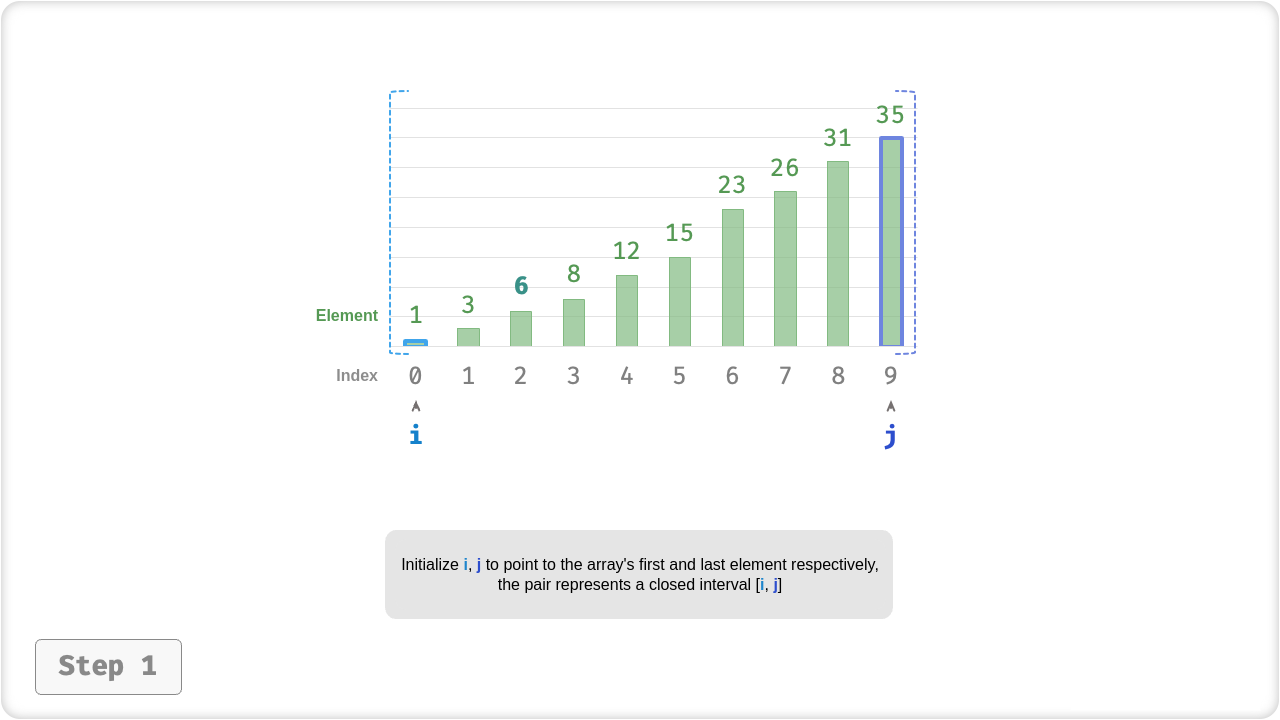 35
31
26
23
15
12
8
6
3
Element 1
Index 0 1 2 3 4 5 6 7 8 9
i j
Initialize i, j to point to the array's first and last element respectively,
the pair represents a closed interval [i, j]
Step 1